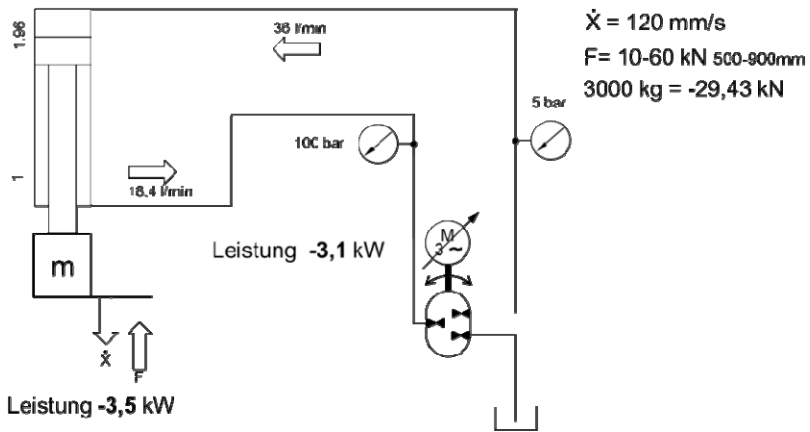 1.96
36 l/min
Ẋ = 120 mm/s
F= 10-60 kN 500-900mm
3000 kg = -29,43 kN
5 bar
100 bar
1
18,4 l/min
M
3 ~
Leistung -3,1 kW
m
Ẋ
F
Leistung -3,5 kW